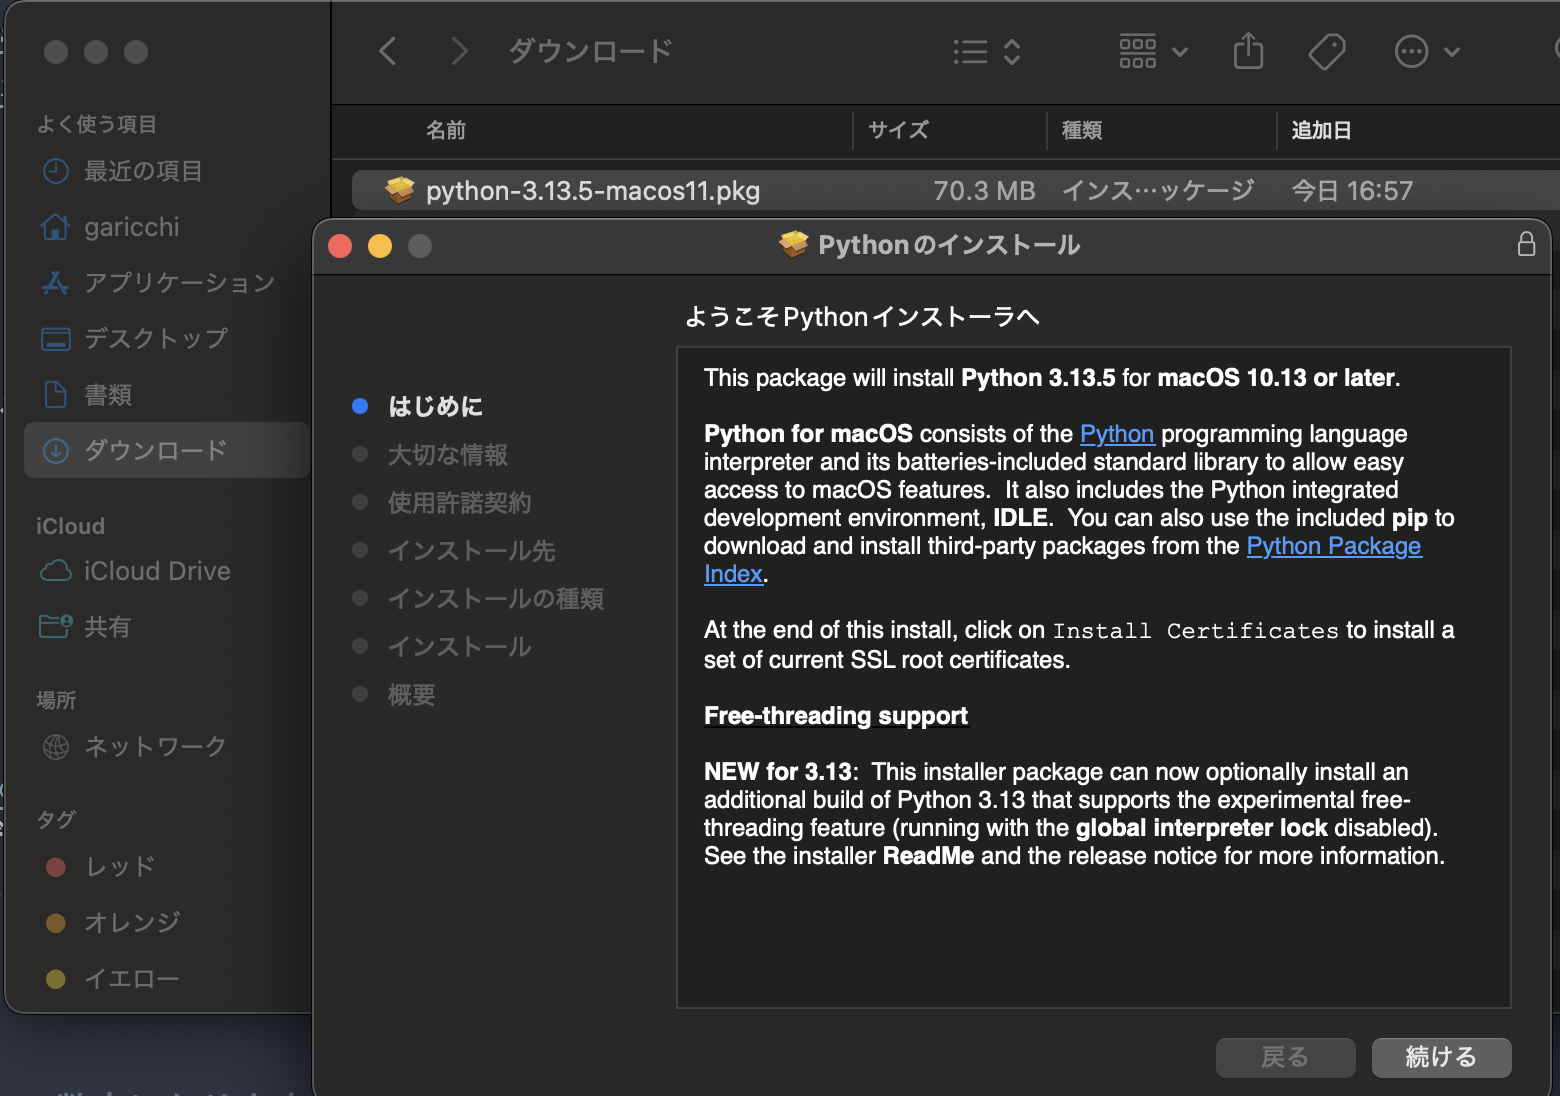 ダウンロード
よく使う項目
最近の項目
garicchi
アプリケーション
デスクトップ
書類
ダウンロード
iCloud
iCloud Drive
共有
場所
ネットワーク
タグ
レッド
オレンジ
イエロー
名前 サイズ 種類 追加日
python-3.13.5-macos11.pkg 70.3 MB インス…ッケージ 今日 16:57
Pythonのインストール
ようこそPythonインストーラへ
はじめに
大切な情報
使用許諾契約
インストール先
インストールの種類
インストール
概要
This package will install Python 3.13.5 for macOS 10.13 or later.
Python for macOS consists of the Python programming language
interpreter and its batteries-included standard library to allow easy
access to macOS features. It also includes the Python integrated
development environment, IDLE. You can also use the included pip to
download and install third-party packages from the Python Package
Index.
At the end of this install, click on Install Certificates to install a
set of current SSL root certificates.
Free-threading support
NEW for 3.13: This installer package can now optionally install an
additional build of Python 3.13 that supports the experimental free-
threading feature (running with the global interpreter lock disabled).
See the installer ReadMe and the release notice for more information.
戻る 続ける